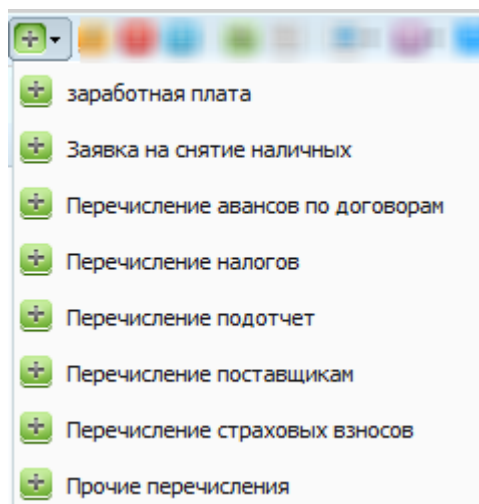 заработная плата
Заявка на снятие наличных
Перечисление авансов по договорам
Перечисление налогов
Перечисление подотчет
Перечисление поставщикам
Перечисление страховых взносов
Прочие перечисления